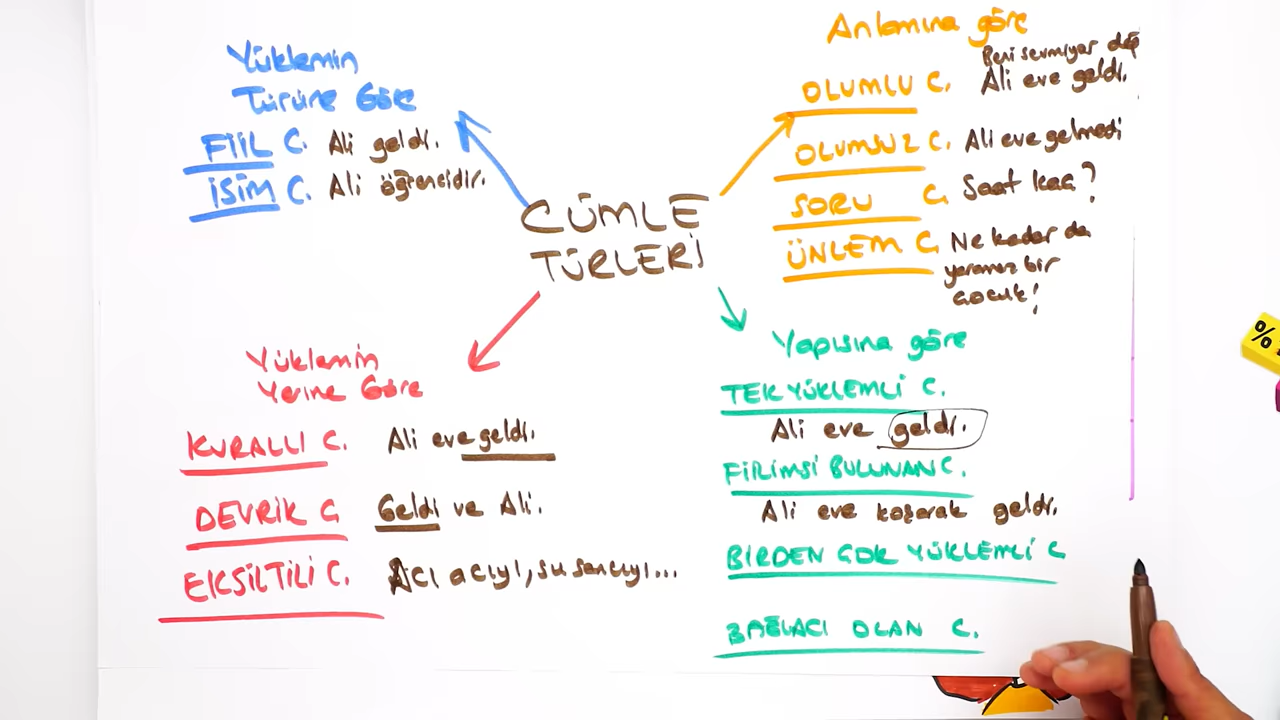 CÜMLE
TÜRLERİ
Yüklemin
Türüne Göre
FİİL C. Ali geldi.
İSİM C. Ali öğrencidir.
Anlamına göre
Beni sevmiyor değ
OLUMLU C. Ali eve geldi.
OLUMSUZ C. Ali eve gelmedi
SORU C. Saat kaç?
ÜNLEM C. Ne kadar da
yaramaz bir
çocuk!
Yüklemin
Yerine Göre
KURALLI C. Ali eve geldi.
DEVRİK C Geldi ve Ali.
EKSİLTİLİ C. Acı acıyı, su sancıyı...
Yapısına göre
TEK YÜKLEMLİ C.
Ali eve geldi.
FİLİMSİ BULUNAN C.
Ali eve koşarak geldi.
BİRDEN ÇOK YÜKLEMLİ C
BAĞLACI OLAN C.
%